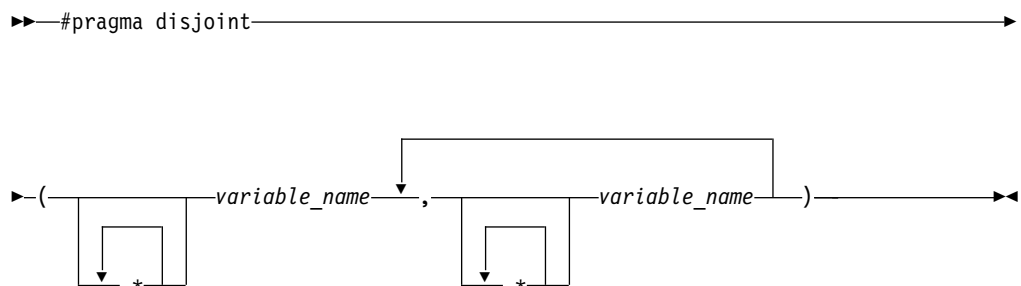 #pragma disjoint
( variable_name , variable_name )
* *